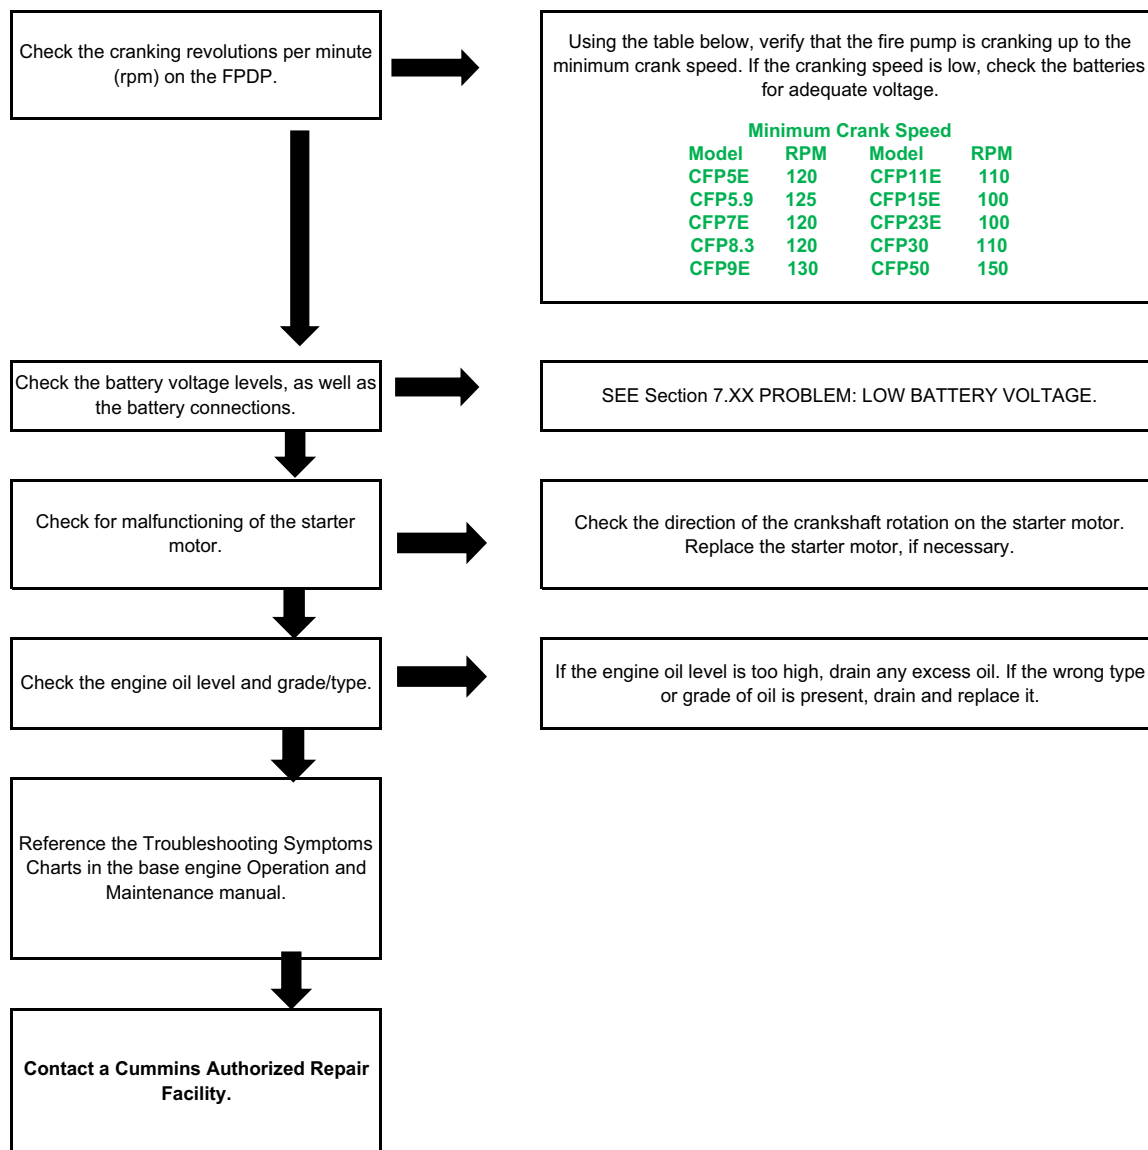 Check the cranking revolutions per minute
(rpm) on the FPDP.
Using the table below, verify that the fire pump is cranking up to the
minimum crank speed. If the cranking speed is low, check the batteries
for adequate voltage.
Minimum Crank Speed
Model RPM Model RPM
CFP5E 120 CFP11E 110
CFP5.9 125 CFP15E 100
CFP7E 120 CFP23E 100
CFP8.3 120 CFP30 110
CFP9E 130 CFP50 150
Check the battery voltage levels, as well as
the battery connections.
SEE Section 7.XX PROBLEM: LOW BATTERY VOLTAGE.
Check for malfunctioning of the starter
motor.
Check the direction of the crankshaft rotation on the starter motor.
Replace the starter motor, if necessary.
Check the engine oil level and grade/type.
If the engine oil level is too high, drain any excess oil. If the wrong type
or grade of oil is present, drain and replace it.
Reference the Troubleshooting Symptoms
Charts in the base engine Operation and
Maintenance manual.
Contact a Cummins Authorized Repair
Facility.